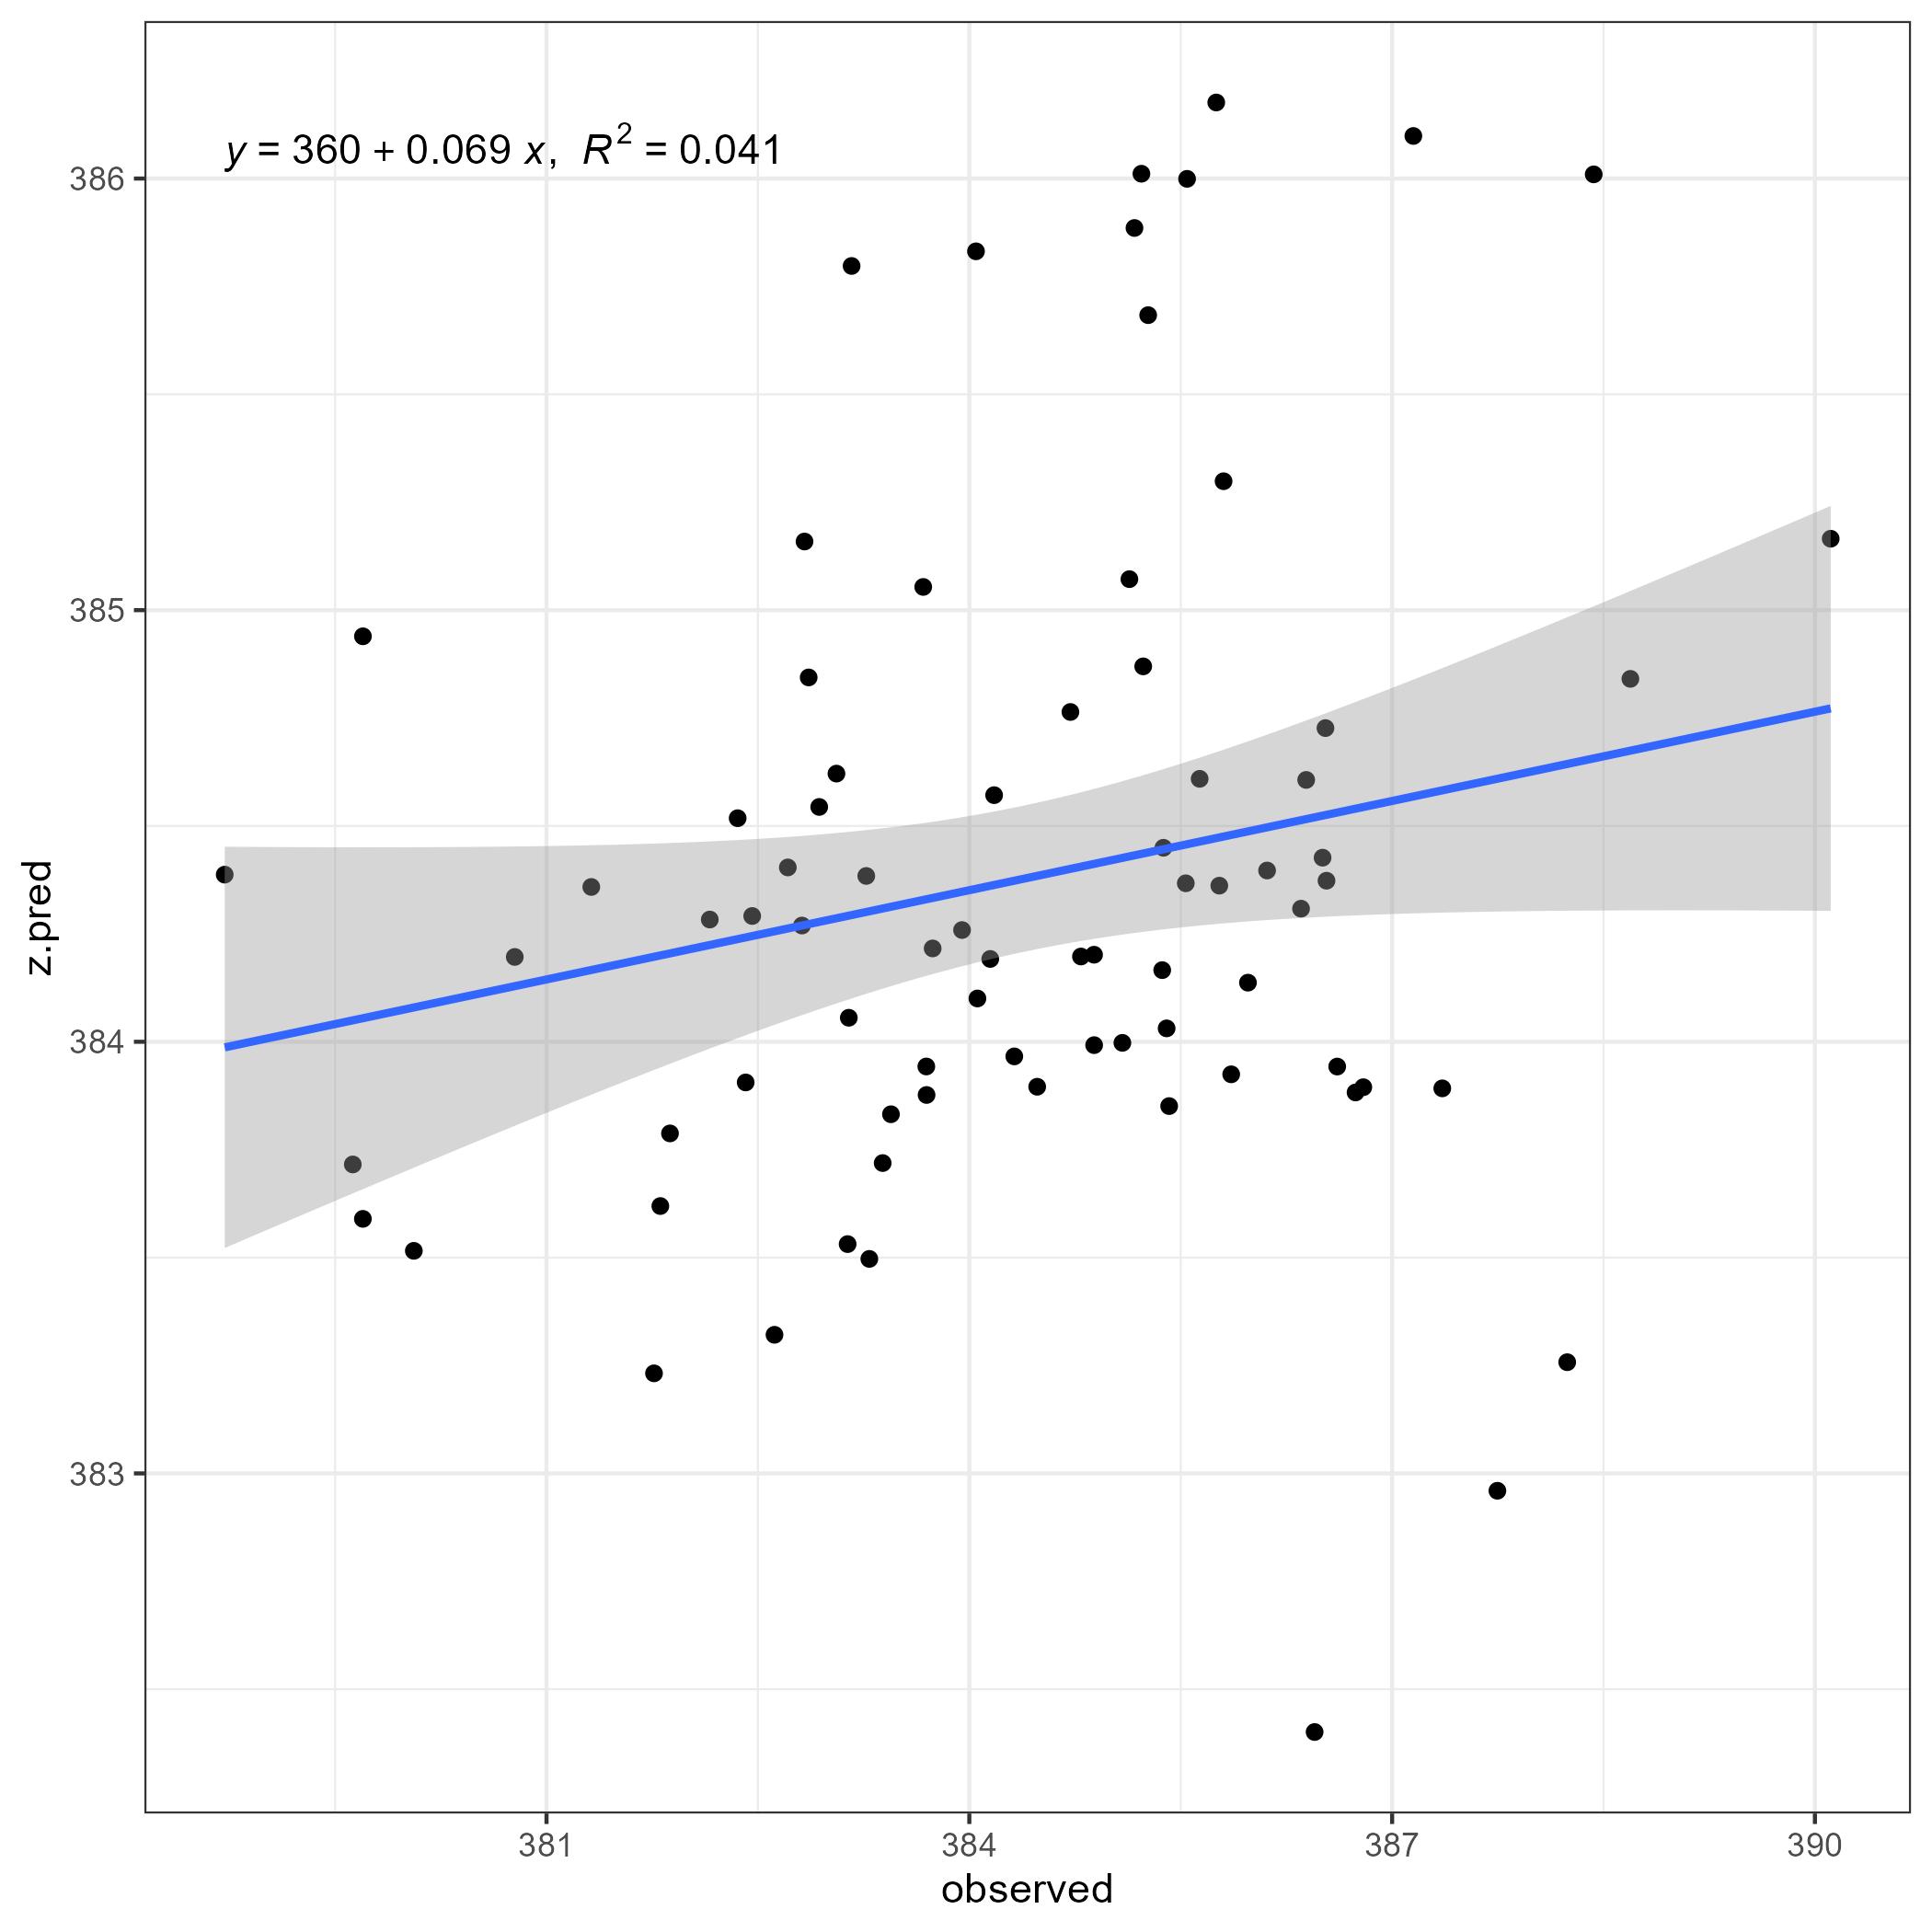 y = 360 + 0.069 x, R² = 0.041
386
385
384
383
z.pred
381 384 387 390
observed